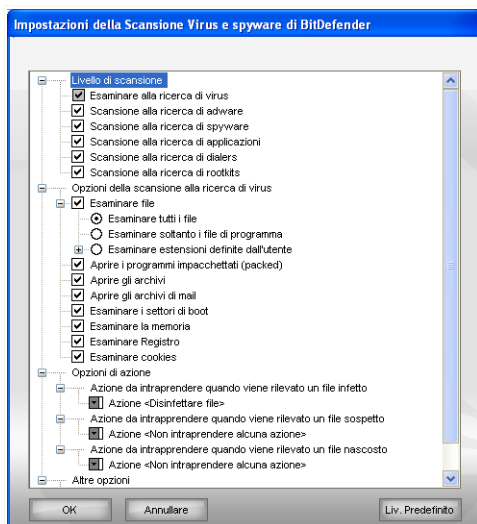 Impostazioni della Scansione Virus e spyware di BitDefender
Livello di scansione
Esaminare alla ricerca di virus
Scansione alla ricerca di adware
Scansione alla ricerca di spyware
Scansione alla ricerca di applicazioni
Scansione alla ricerca di dialers
Scansione alla ricerca di rootkits
Opzioni della scansione alla ricerca di virus
Esaminare file
Esaminare tutti i file
Esaminare soltanto i file di programma
Esaminare estensioni definite dall'utente
Aprire i programmi impacchettati (packed)
Aprire gli archivi
Aprire gli archivi di mail
Esaminare i settori di boot
Esaminare la memoria
Esaminare Registro
Esaminare cookies
Opzioni di azione
Azione da intraprendere quando viene rilevato un file infetto
Azione <Disinfettare file>
Azione da intrapprendere quando viene rilevato un file sospetto
Azione <Non intraprendere alcuna azione>
Azione da intrapprendere quando viene rilevato un file nascosto
Azione <Non intraprendere alcuna azione>
Altre opzioni
OK
Annullare
Liv. Predefinito